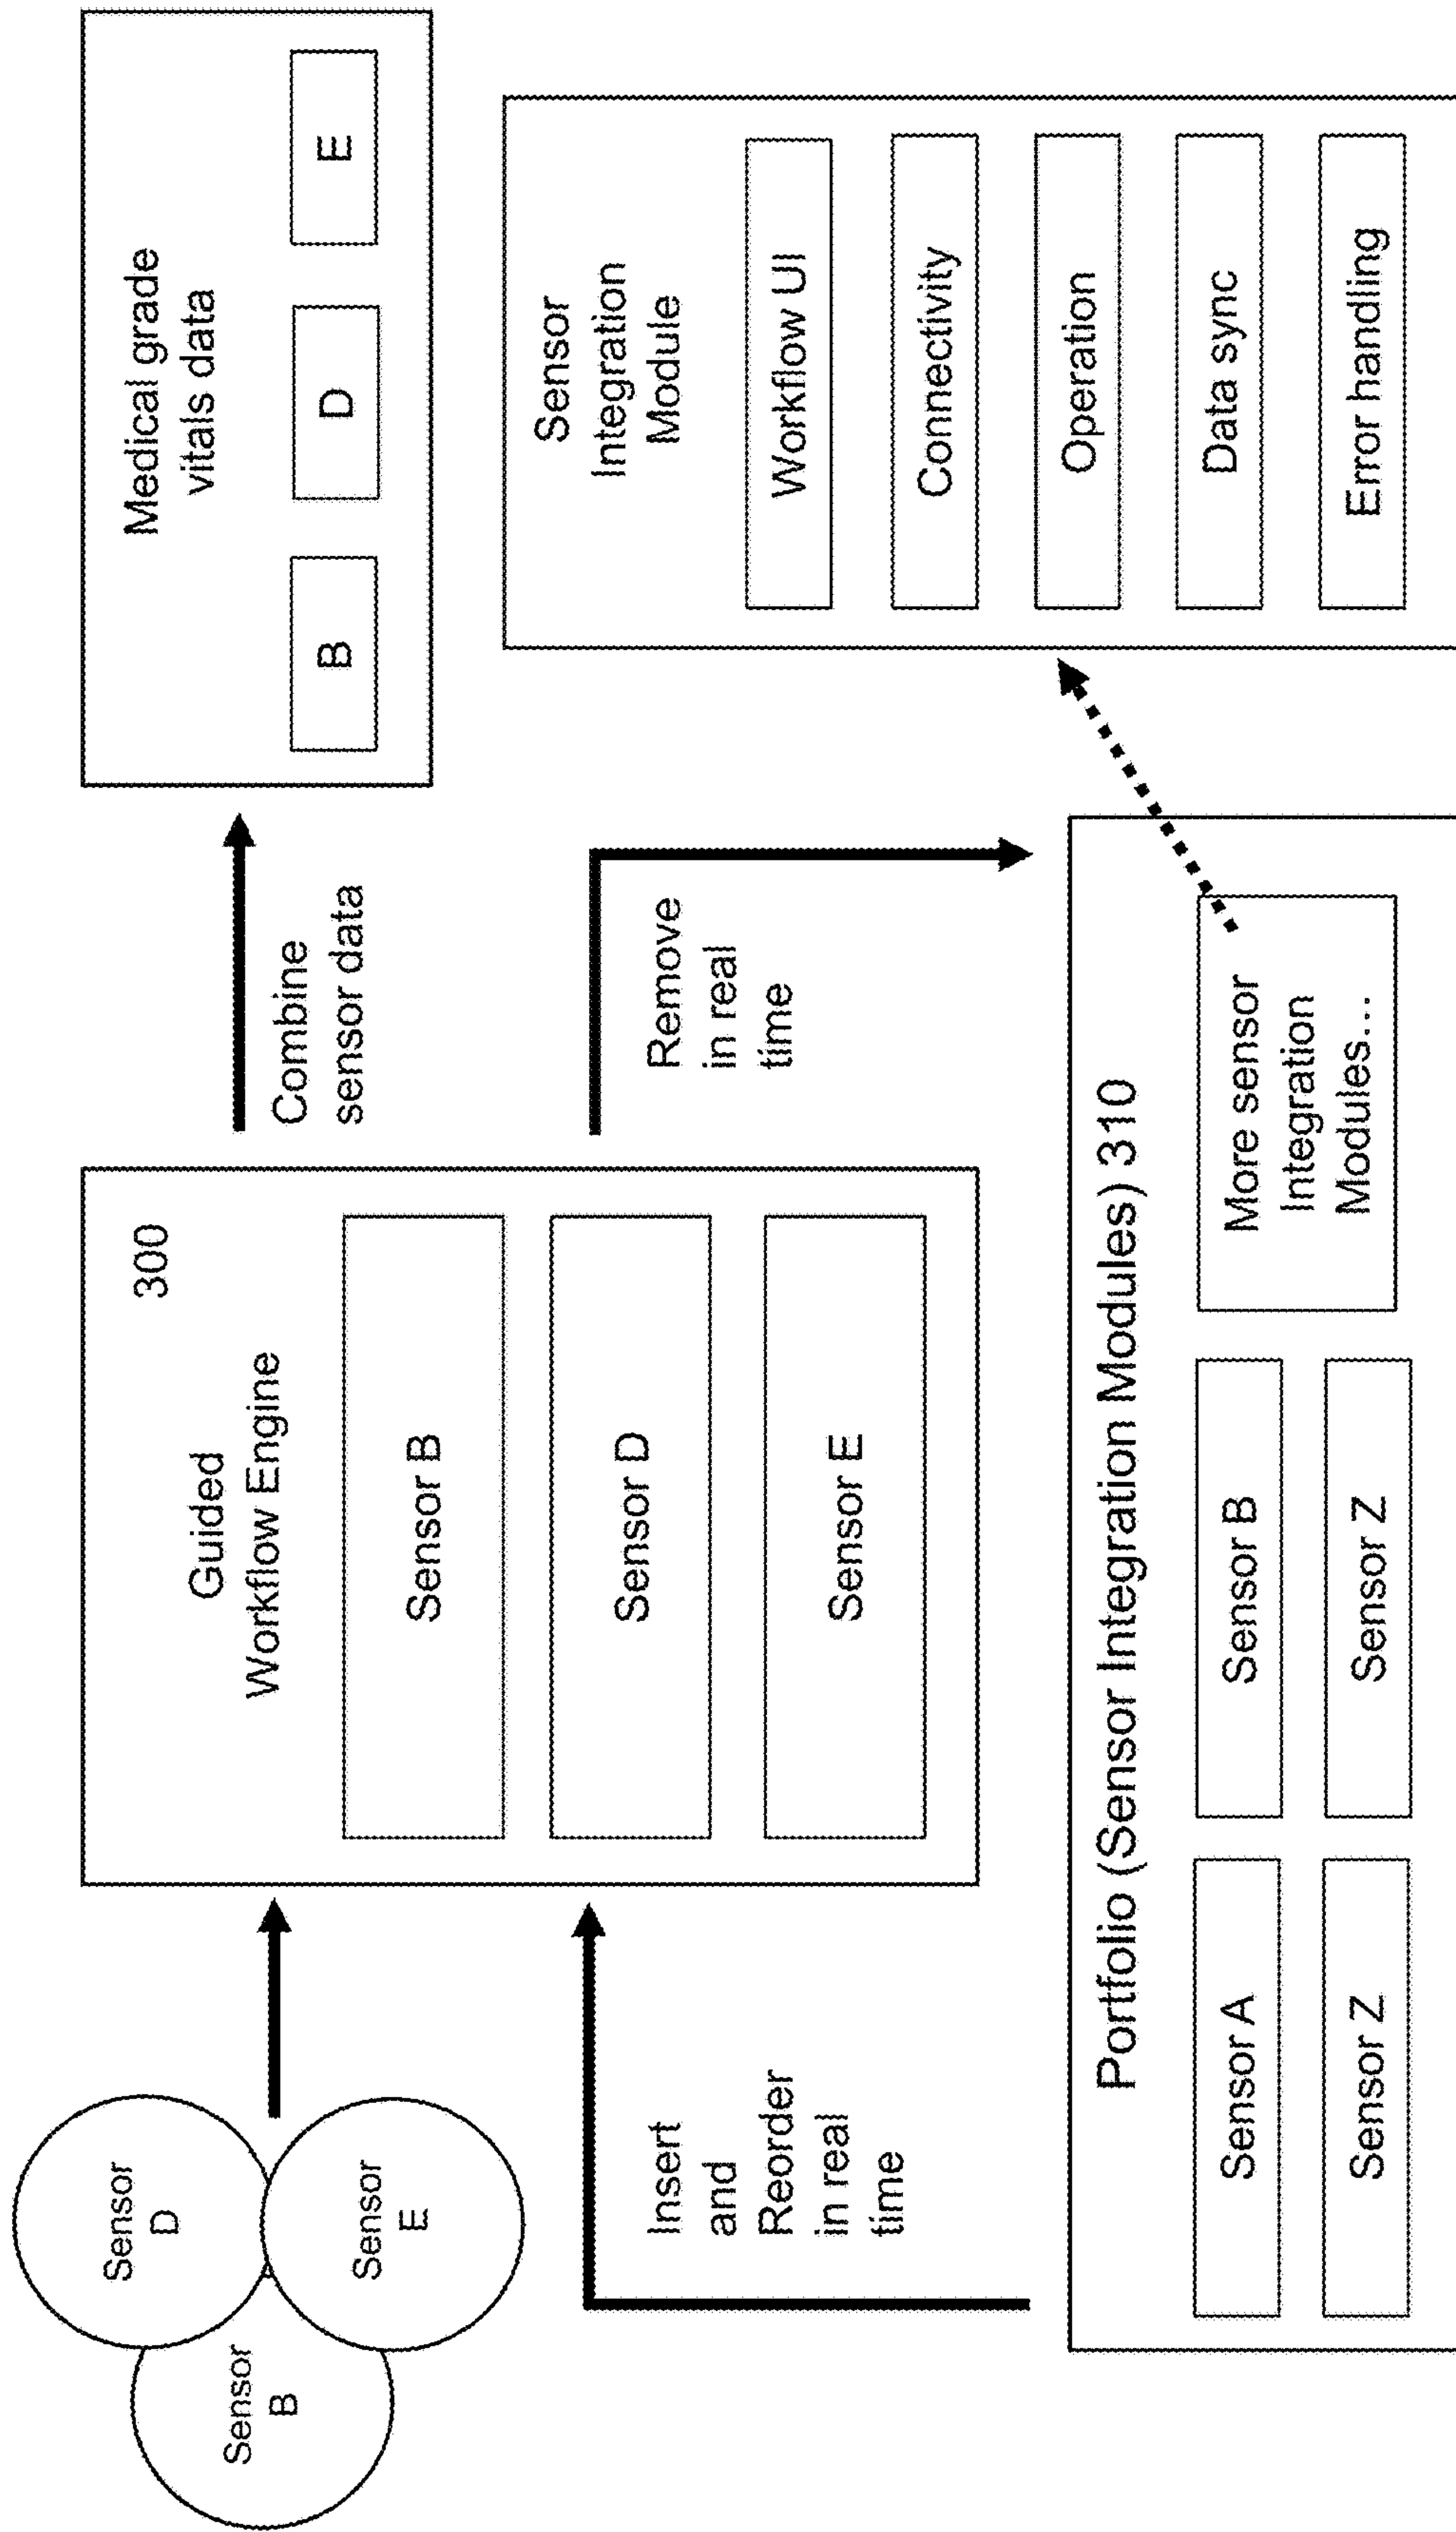 Sensor
D
Sensor
B
Sensor
E
300
Guided
Workflow Engine
Sensor B
Sensor D
Sensor E
Combine
sensor data
Medical grade
vitals data
B
D
E
Insert
and
Reorder
in real
time
Remove
in real
time
Portfolio (Sensor Integration Modules) 310
Sensor A
Sensor B
Sensor Z
Sensor Z
More sensor
Integration
Modules...
Sensor
Integration
Module
Workflow UI
Connectivity
Operation
Data sync
Error handling